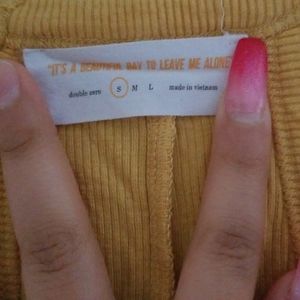 "IT'S A BEAUTIFUL DAY TO LEAVE ME ALONE"
double zero S M L made in vietnam